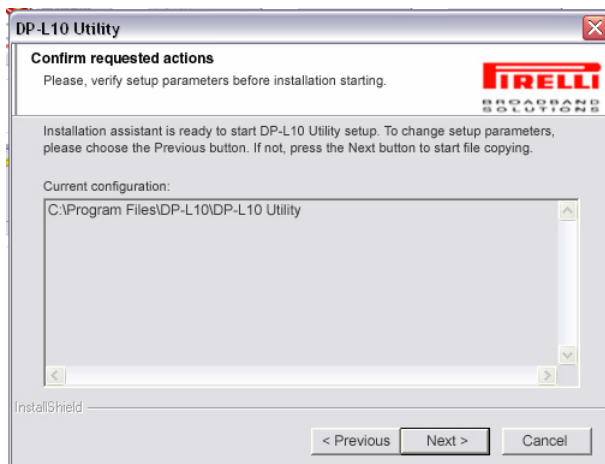 DP-L10 Utility
Confirm requested actions
Please, verify setup parameters before installation starting.
PIRELLI
BROADBAND
SOLUTIONS
Installation assistant is ready to start DP-L10 Utility setup. To change setup parameters,
please choose the Previous button. If not, press the Next button to start file copying.
Current configuration:
C:\Program Files\DP-L10\DP-L10 Utility
InstallShield
< Previous Next > Cancel